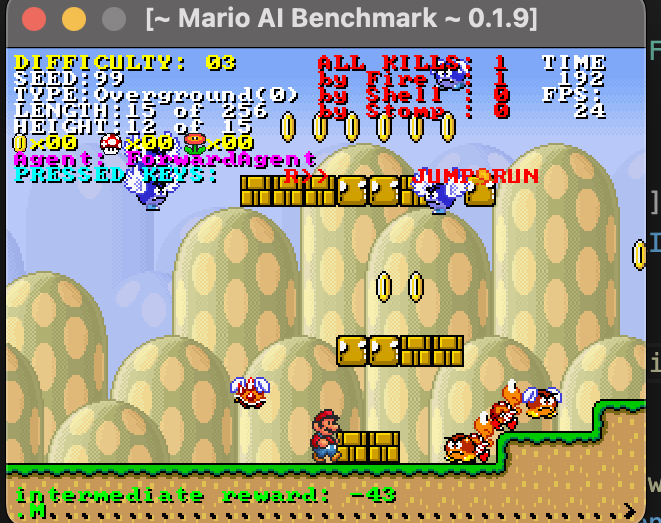 [~ Mario AI Benchmark ~ 0.1.9]
DIFFICULTY: 03 ALL KILLS: 1 TIME
SEED:99 by Fire : 1 192
TYPE:Overground(0) by Shell : 0 FPS:
LENGTH:15 of 256 by Stomp : 0 24
HEIGHT:12 of 15
x00 x00 x00
Agent: ForwardAgent
PRESSED KEYS: R>> JUMP SRUN
intermediate reward: -43
.M